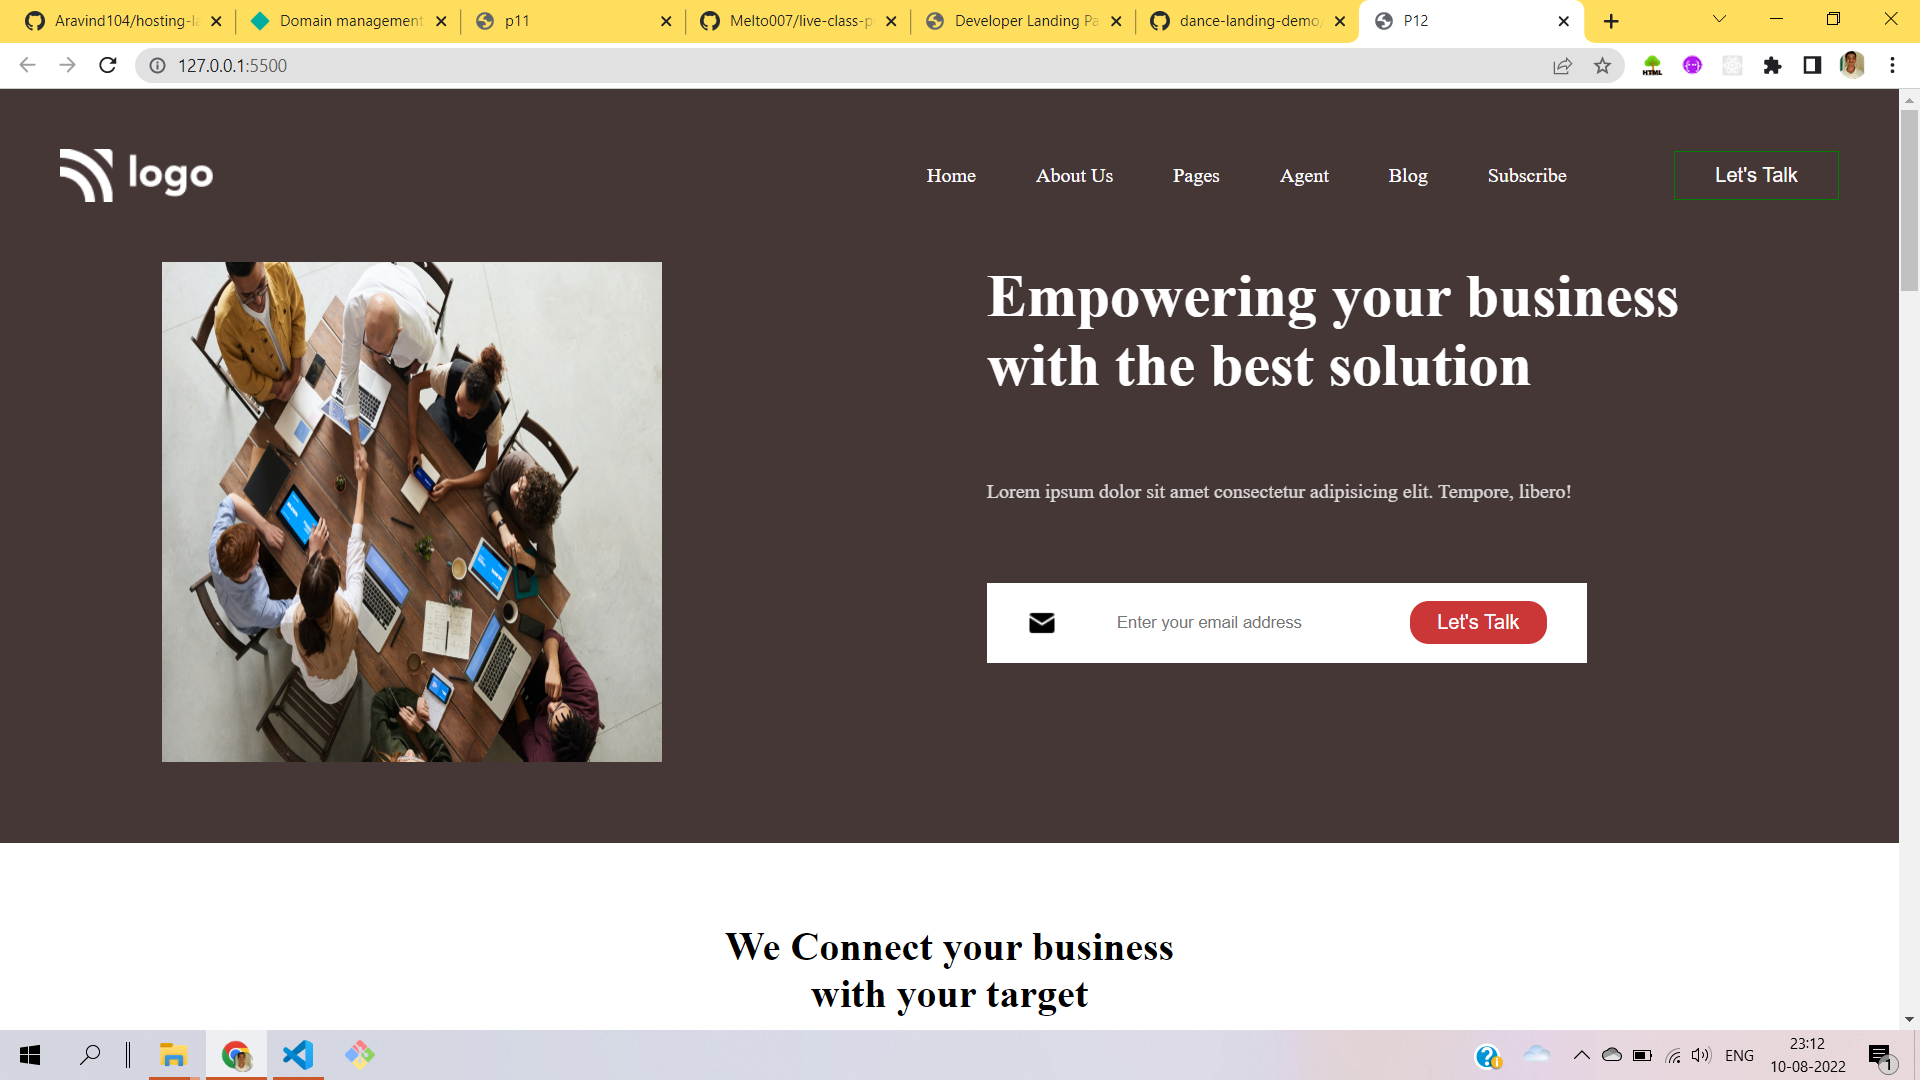 Aravind104/hosting-la
Domain management
p11
Melto007/live-class-p
Developer Landing Pa
dance-landing-demo/
P12
127.0.0.1:5500
HTML
logo
Home
About Us
Pages
Agent
Blog
Subscribe
Let's Talk
Empowering your business
with the best solution
Lorem ipsum dolor sit amet consectetur adipisicing elit. Tempore, libero!
Enter your email address
Let's Talk
We Connect your business
with your target
ENG
23:12
10-08-2022
1